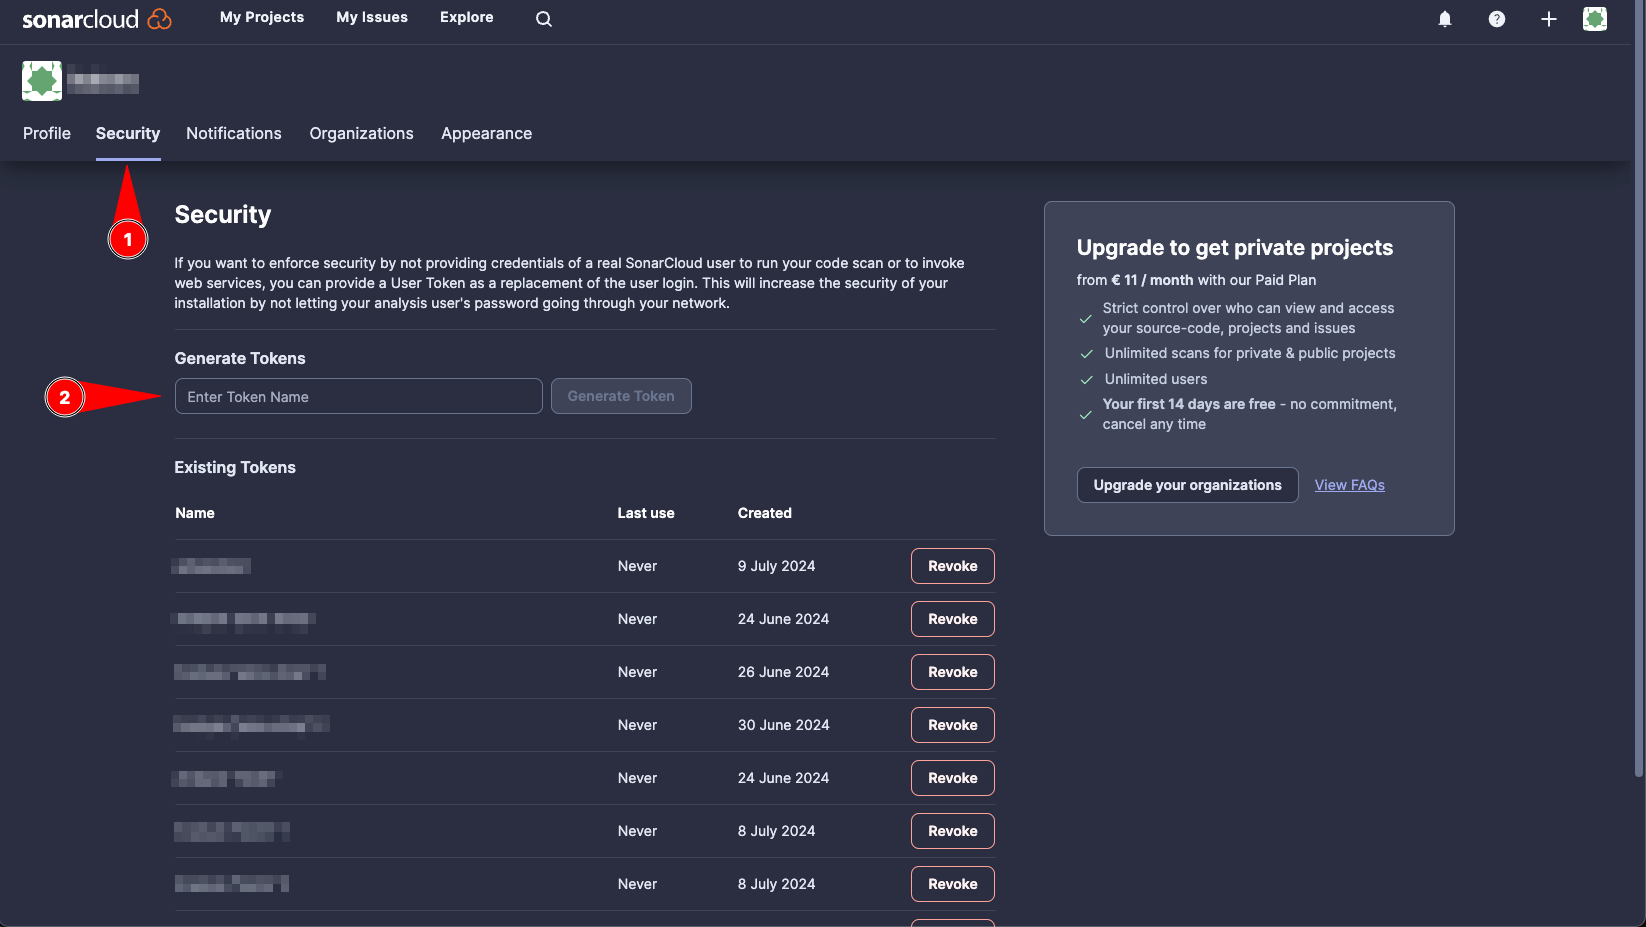 sonarcloud My Projects My Issues Explore
Profile Security Notifications Organizations Appearance
1
Security
If you want to enforce security by not providing credentials of a real SonarCloud user to run your code scan or to invoke
web services, you can provide a User Token as a replacement of the user login. This will increase the security of your
installation by not letting your analysis user's password going through your network.
Generate Tokens
2
Enter Token Name Generate Token
Existing Tokens
Name Last use Created
Never 9 July 2024 Revoke
Never 24 June 2024 Revoke
Never 26 June 2024 Revoke
Never 30 June 2024 Revoke
Never 24 June 2024 Revoke
Never 8 July 2024 Revoke
Never 8 July 2024 Revoke
Upgrade to get private projects
from € 11 / month with our Paid Plan
Strict control over who can view and access
your source-code, projects and issues
Unlimited scans for private & public projects
Unlimited users
Your first 14 days are free - no commitment,
cancel any time
Upgrade your organizations View FAQs